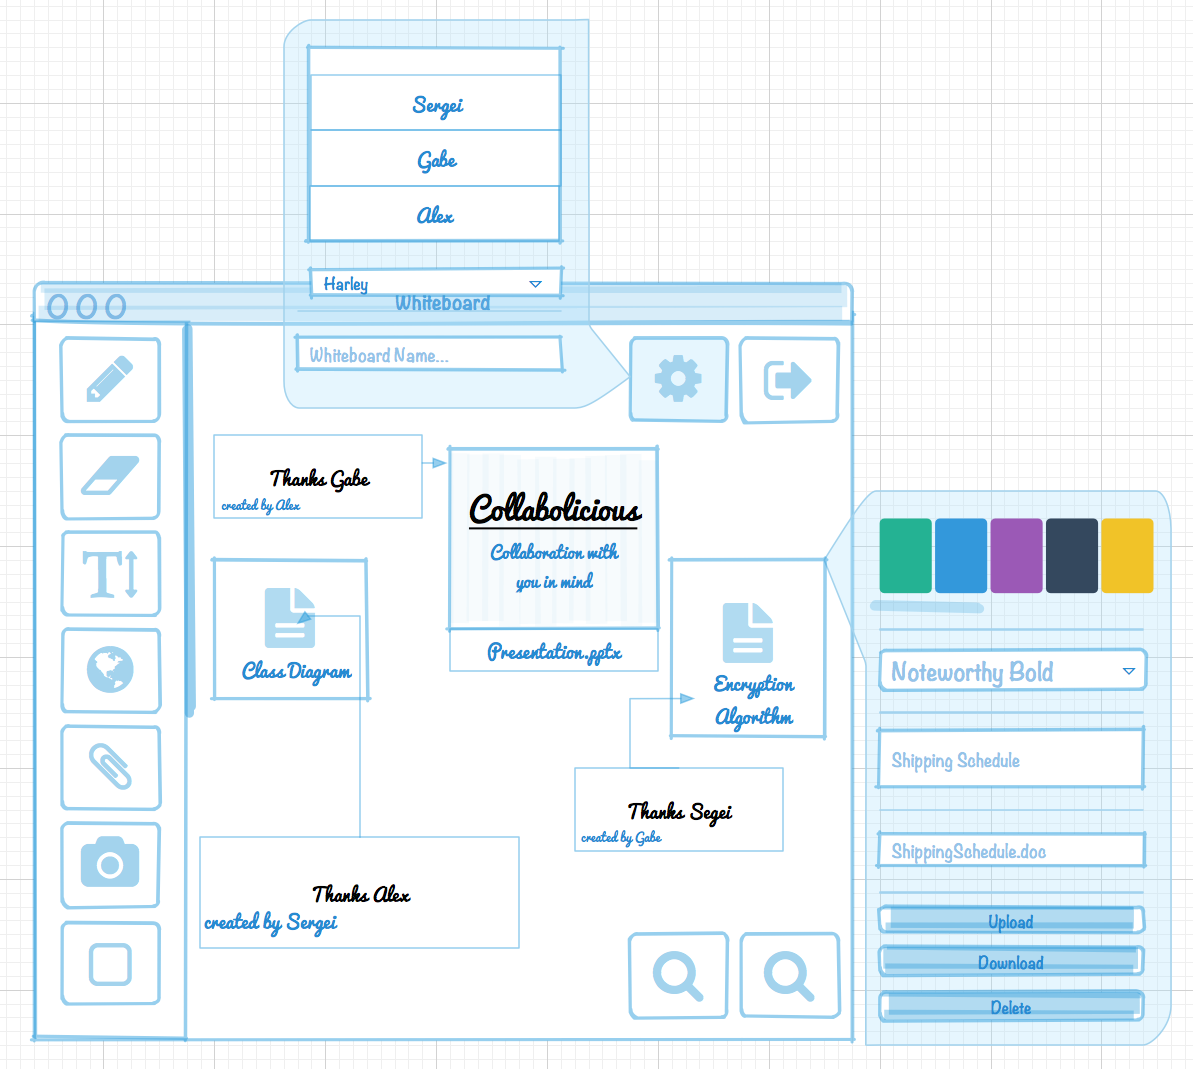 Sergei
Gabe
Alex
Harley
Whiteboard
Whiteboard Name...
Thanks Gabe
created by Alex
Collabolicious
Collaboration with
you in mind
Presentation.pptx
Class Diagram
Encryption
Algorithm
Thanks Segei
created by Gabe
Thanks Alex
created by Sergei
Noteworthy Bold
Shipping Schedule
ShippingSchedule.doc
Upload
Download
Delete